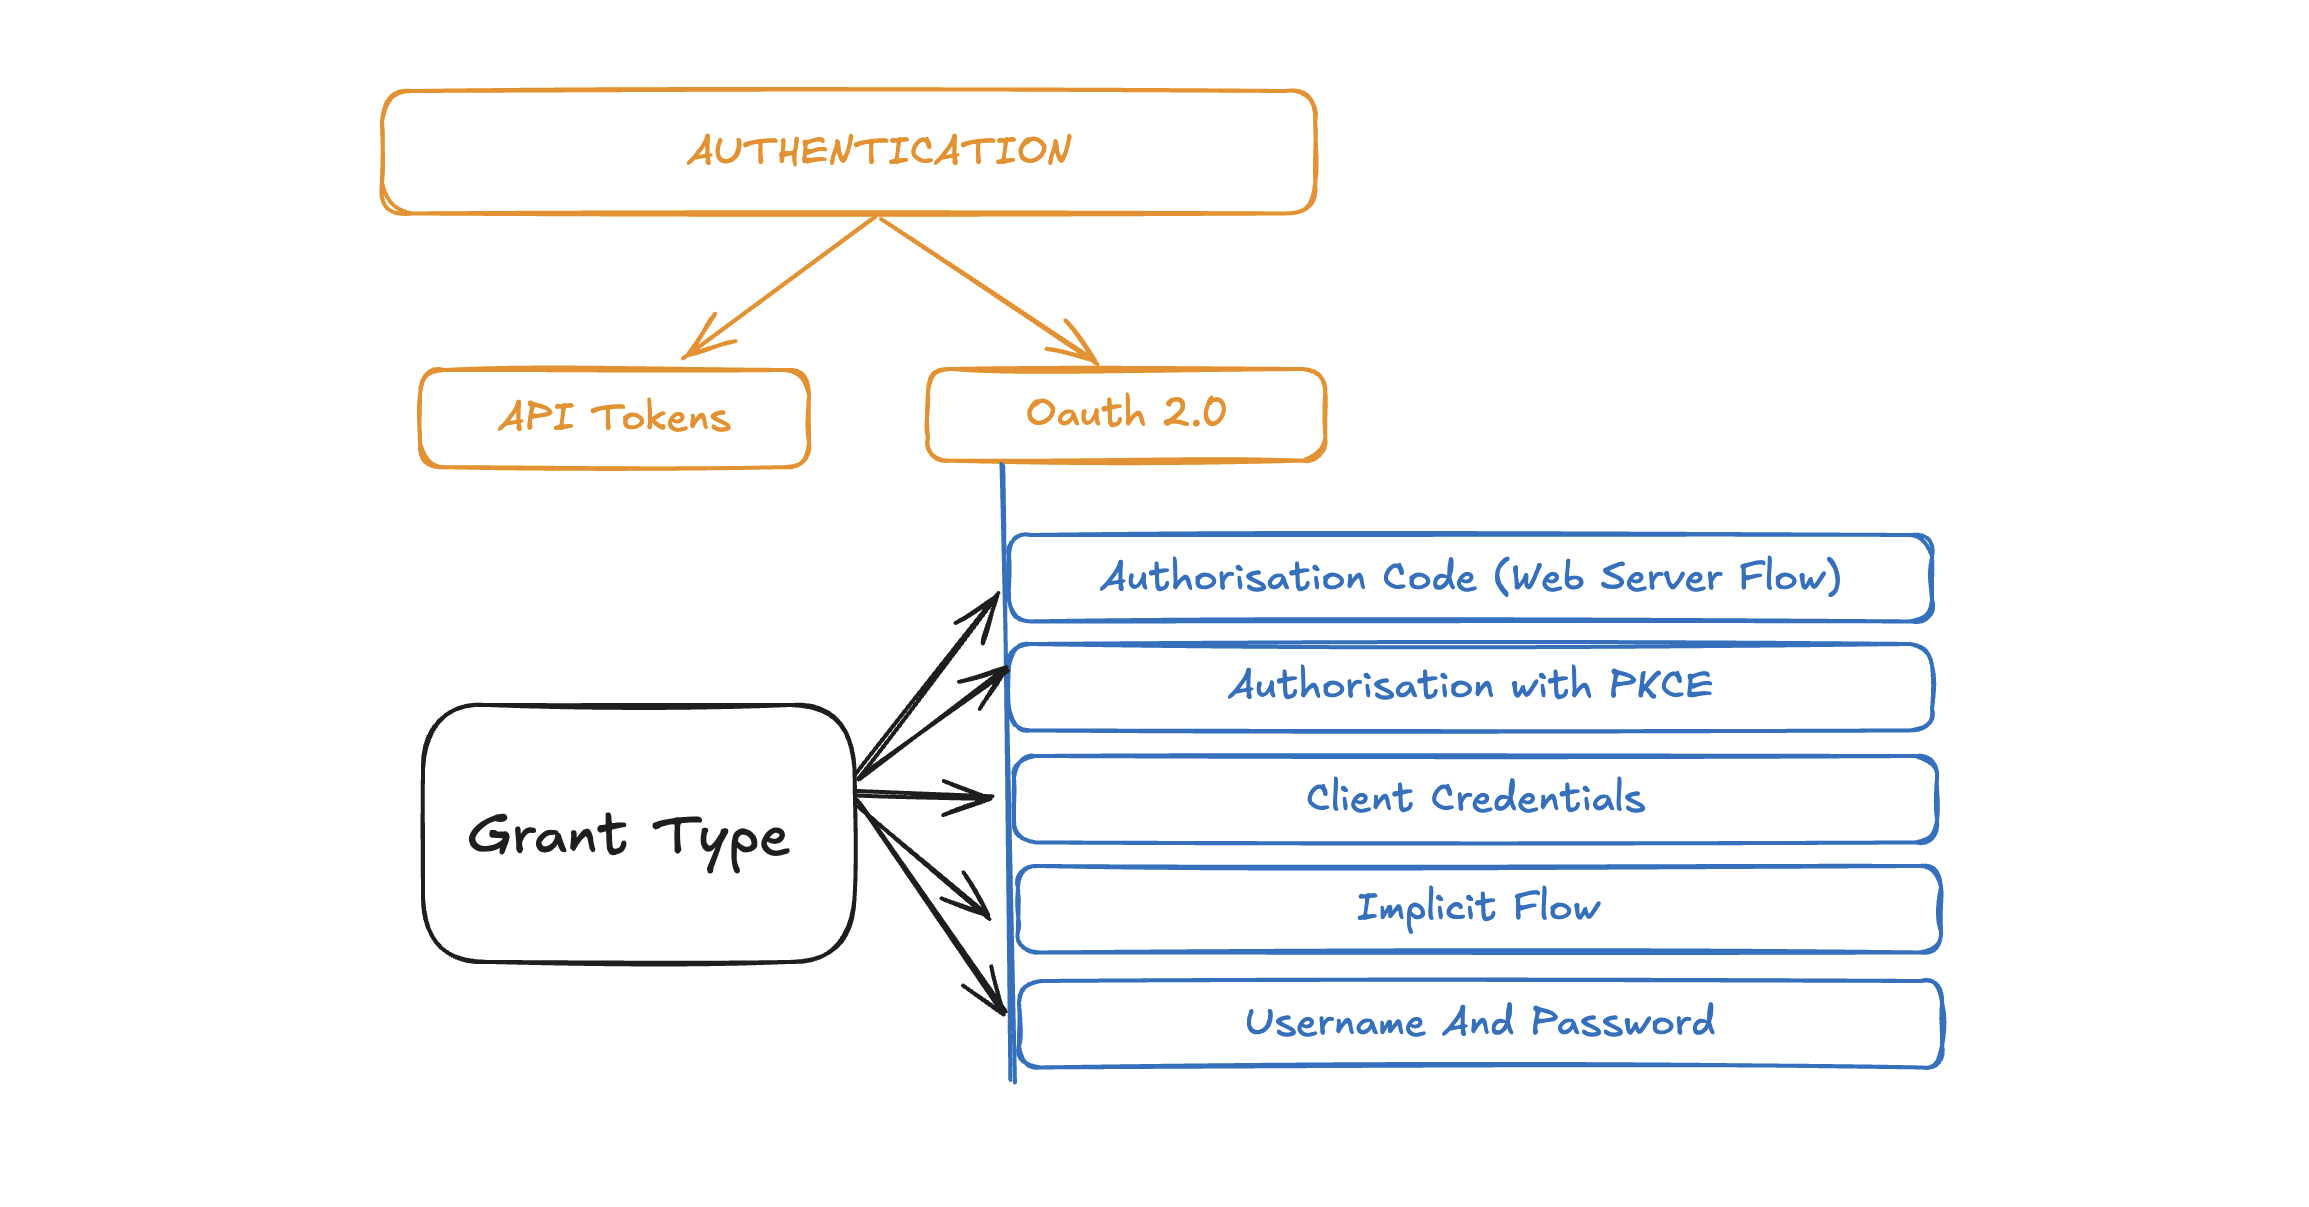 AUTHENTICATION
API Tokens
Oauth 2.0
Authorisation Code (Web Server Flow)
Authorisation with PKCE
Client Credentials
Grant Type
Implicit Flow
Username And Password